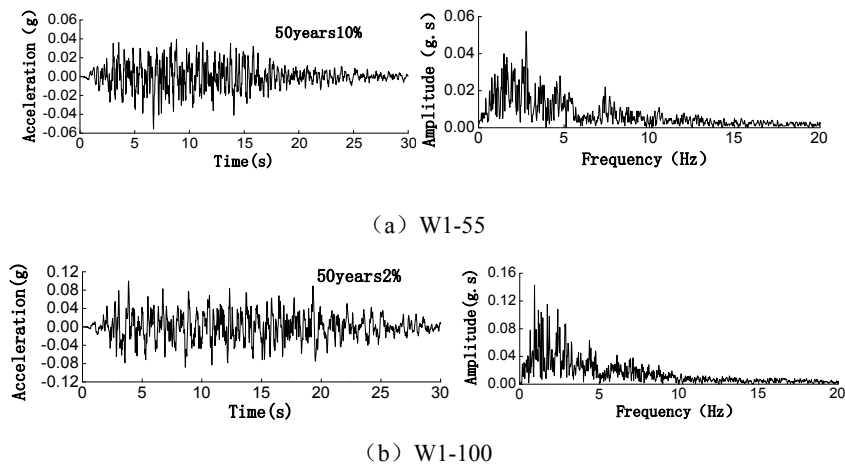 0.06
0.04
0.02
0.00
-0.02
-0.04
-0.06
Acceleration (g)
50years10%
0 5 10 15 20 25 30
Time(s)
0.06
0.04
0.02
0.00
Amplitude (g.s)
0 5 10 15 20
Frequency (Hz)
（a）W1-55
0.12
0.08
0.04
0.00
-0.04
-0.08
-0.12
Acceleration(g)
50years2%
0 5 10 15 20 25 30
Time(s)
0.16
0.12
0.08
0.04
0.00
Amplitude(g.s)
0 5 10 15 20
Frequency (Hz)
（b）W1-100